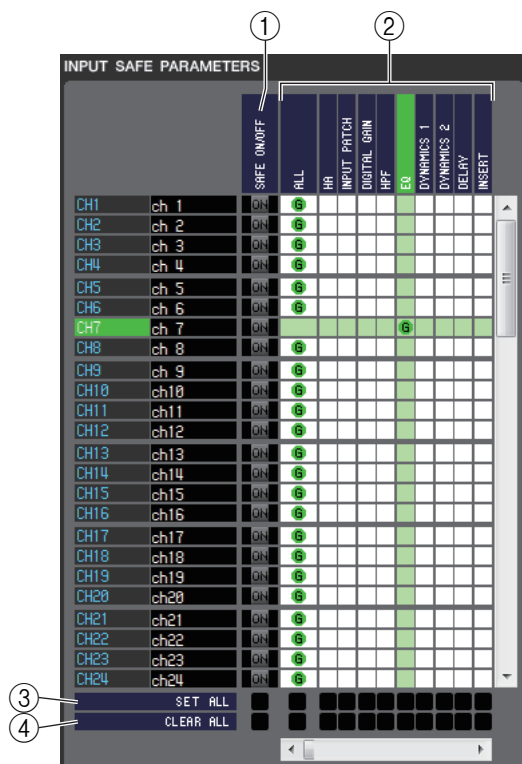 1 2
INPUT SAFE PARAMETERS
SAFE ON/OFF ALL HA INPUT PATCH DIGITAL GAIN HPF EQ DYNAMICS 1 DYNAMICS 2 DELAY INSERT
CH1 ch 1 ON G
CH2 ch 2 ON G
CH3 ch 3 ON G
CH4 ch 4 ON G
CH5 ch 5 ON G
CH6 ch 6 ON G
CH7 ch 7 ON G
CH8 ch 8 ON G
CH9 ch 9 ON G
CH10 ch10 ON G
CH11 ch11 ON G
CH12 ch12 ON G
CH13 ch13 ON G
CH14 ch14 ON G
CH15 ch15 ON G
CH16 ch16 ON G
CH17 ch17 ON G
CH18 ch18 ON G
CH19 ch19 ON G
CH20 ch20 ON G
CH21 ch21 ON G
CH22 ch22 ON G
CH23 ch23 ON G
CH24 ch24 ON G
3 SET ALL
4 CLEAR ALL